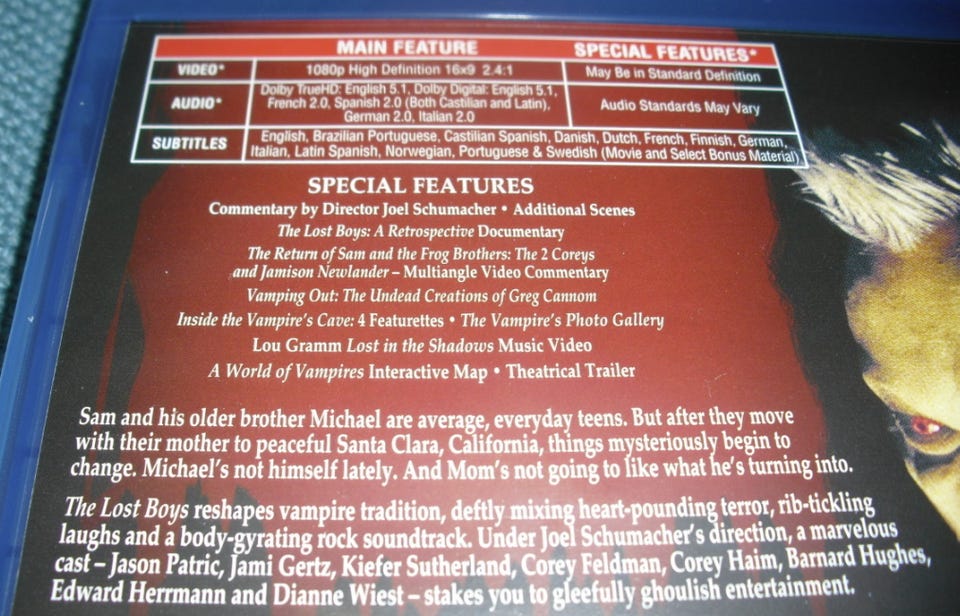 MAIN FEATURE SPECIAL FEATURES*
VIDEO* 1080p High Definition 16x9 2.4:1 May Be in Standard Definition
AUDIO* Dolby TrueHD: English 5.1, Dolby Digital: English 5.1,
French 2.0, Spanish 2.0 (Both Castilian and Latin),
German 2.0, Italian 2.0
Audio Standards May Vary
SUBTITLES English, Brazilian Portuguese, Castilian Spanish, Danish, Dutch, French, Finnish, German,
Italian, Latin Spanish, Norwegian, Portuguese & Swedish (Movie and Select Bonus Material)
SPECIAL FEATURES
Commentary by Director Joel Schumacher • Additional Scenes
The Lost Boys: A Retrospective Documentary
The Return of Sam and the Frog Brothers: The 2 Coreys
and Jamison Newlander – Multiangle Video Commentary
Vamping Out: The Undead Creations of Greg Cannom
Inside the Vampire's Cave: 4 Featurettes • The Vampire's Photo Gallery
Lou Gramm Lost in the Shadows Music Video
A World of Vampires Interactive Map • Theatrical Trailer
Sam and his older brother Michael are average, everyday teens. But after they move
with their mother to peaceful Santa Clara, California, things mysteriously begin to
change. Michael's not himself lately. And Mom's not going to like what he's turning into.
The Lost Boys reshapes vampire tradition, deftly mixing heart-pounding terror, rib-tickling
laughs and a body-gyrating rock soundtrack. Under Joel Schumacher's direction, a marvelous
cast – Jason Patric, Jami Gertz, Kiefer Sutherland, Corey Feldman, Corey Haim, Barnard Hughes,
Edward Herrmann and Dianne Wiest – stakes you to gleefully ghoulish entertainment.